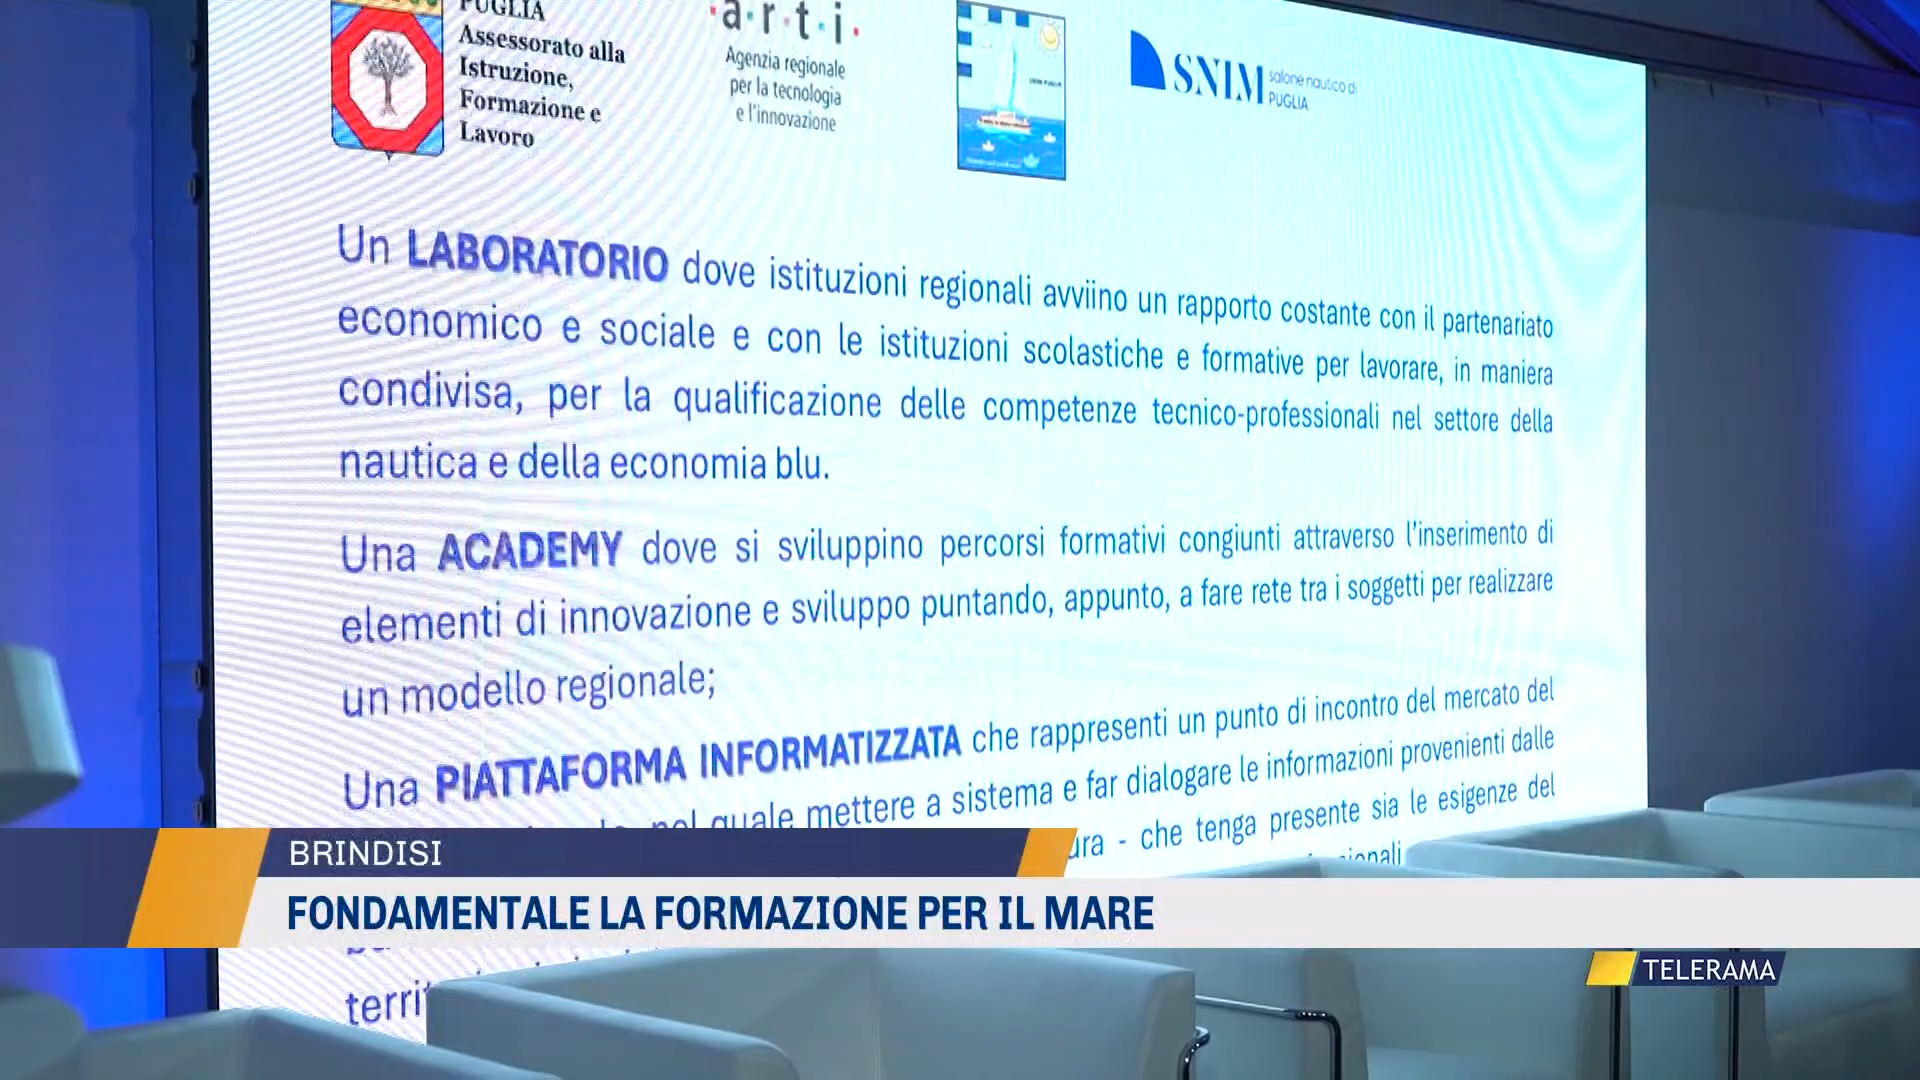 PUGLIA
Assessorato alla
Istruzione,
Formazione e
Lavoro
a·r·t·i·
Agenzia regionale
per la tecnologia
e l'innovazione
SNIM salone nautico di
PUGLIA
Un LABORATORIO dove istituzioni regionali avviino un rapporto costante con il partenariato
economico e sociale e con le istituzioni scolastiche e formative per lavorare, in maniera
condivisa, per la qualificazione delle competenze tecnico-professionali nel settore della
nautica e della economia blu.
Una ACADEMY dove si sviluppino percorsi formativi congiunti attraverso l'inserimento di
elementi di innovazione e sviluppo puntando, appunto, a fare rete tra i soggetti per realizzare
un modello regionale;
Una PIATTAFORMA INFORMATIZZATA che rappresenti un punto di incontro del mercato del
nel quale mettere a sistema e far dialogare le informazioni provenienti dalle
- che tenga presente sia le esigenze del
BRINDISI
FONDAMENTALE LA FORMAZIONE PER IL MARE
TELERAMA